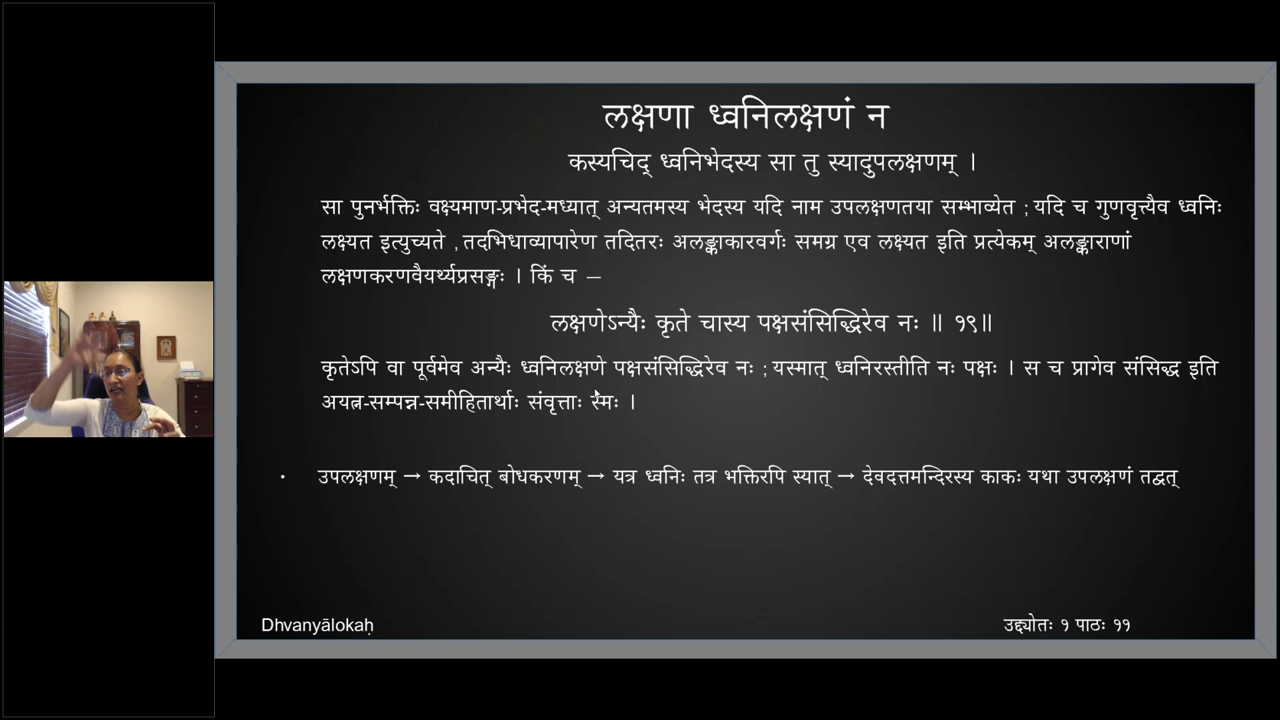 लक्षणा ध्वनिलक्षणं न
कस्यचिद् ध्वनिभेदस्य सा तु स्यादुपलक्षणम् ।
सा पुनर्भक्तिः वक्ष्यमाण-प्रभेद-मध्यात् अन्यतमस्य भेदस्य यदि नाम उपलक्षणतया सम्भाव्येत ; यदि च गुणवृत्त्यैव ध्वनिः
लक्ष्यत इत्युच्यते , तदभिधाव्यापारेण तदितरः अलङ्काकारवर्गः समग्र एव लक्ष्यत इति प्रत्येकम् अलङ्काराणां
लक्षणकरणवैयर्थ्यप्रसङ्गः । किं च –
लक्षणेऽन्यैः कृते चास्य पक्षसंसिद्धिरेव नः ॥ १९॥
कृतेऽपि वा पूर्वमेव अन्यैः ध्वनिलक्षणे पक्षसंसिद्धिरेव नः ; यस्मात् ध्वनिरस्तीति नः पक्षः । स च प्रागेव संसिद्ध इति
अयत्न-सम्पन्न-समीहितार्थाः संवृत्ताः स्मः ।
• उपलक्षणम् → कदाचित् बोधकरणम् → यत्र ध्वनिः तत्र भक्तिरपि स्यात् → देवदत्तमन्दिरस्य काकः यथा उपलक्षणं तद्वत्
Dhvanyālokaḥ
उद्द्योतः १ पाठः ११